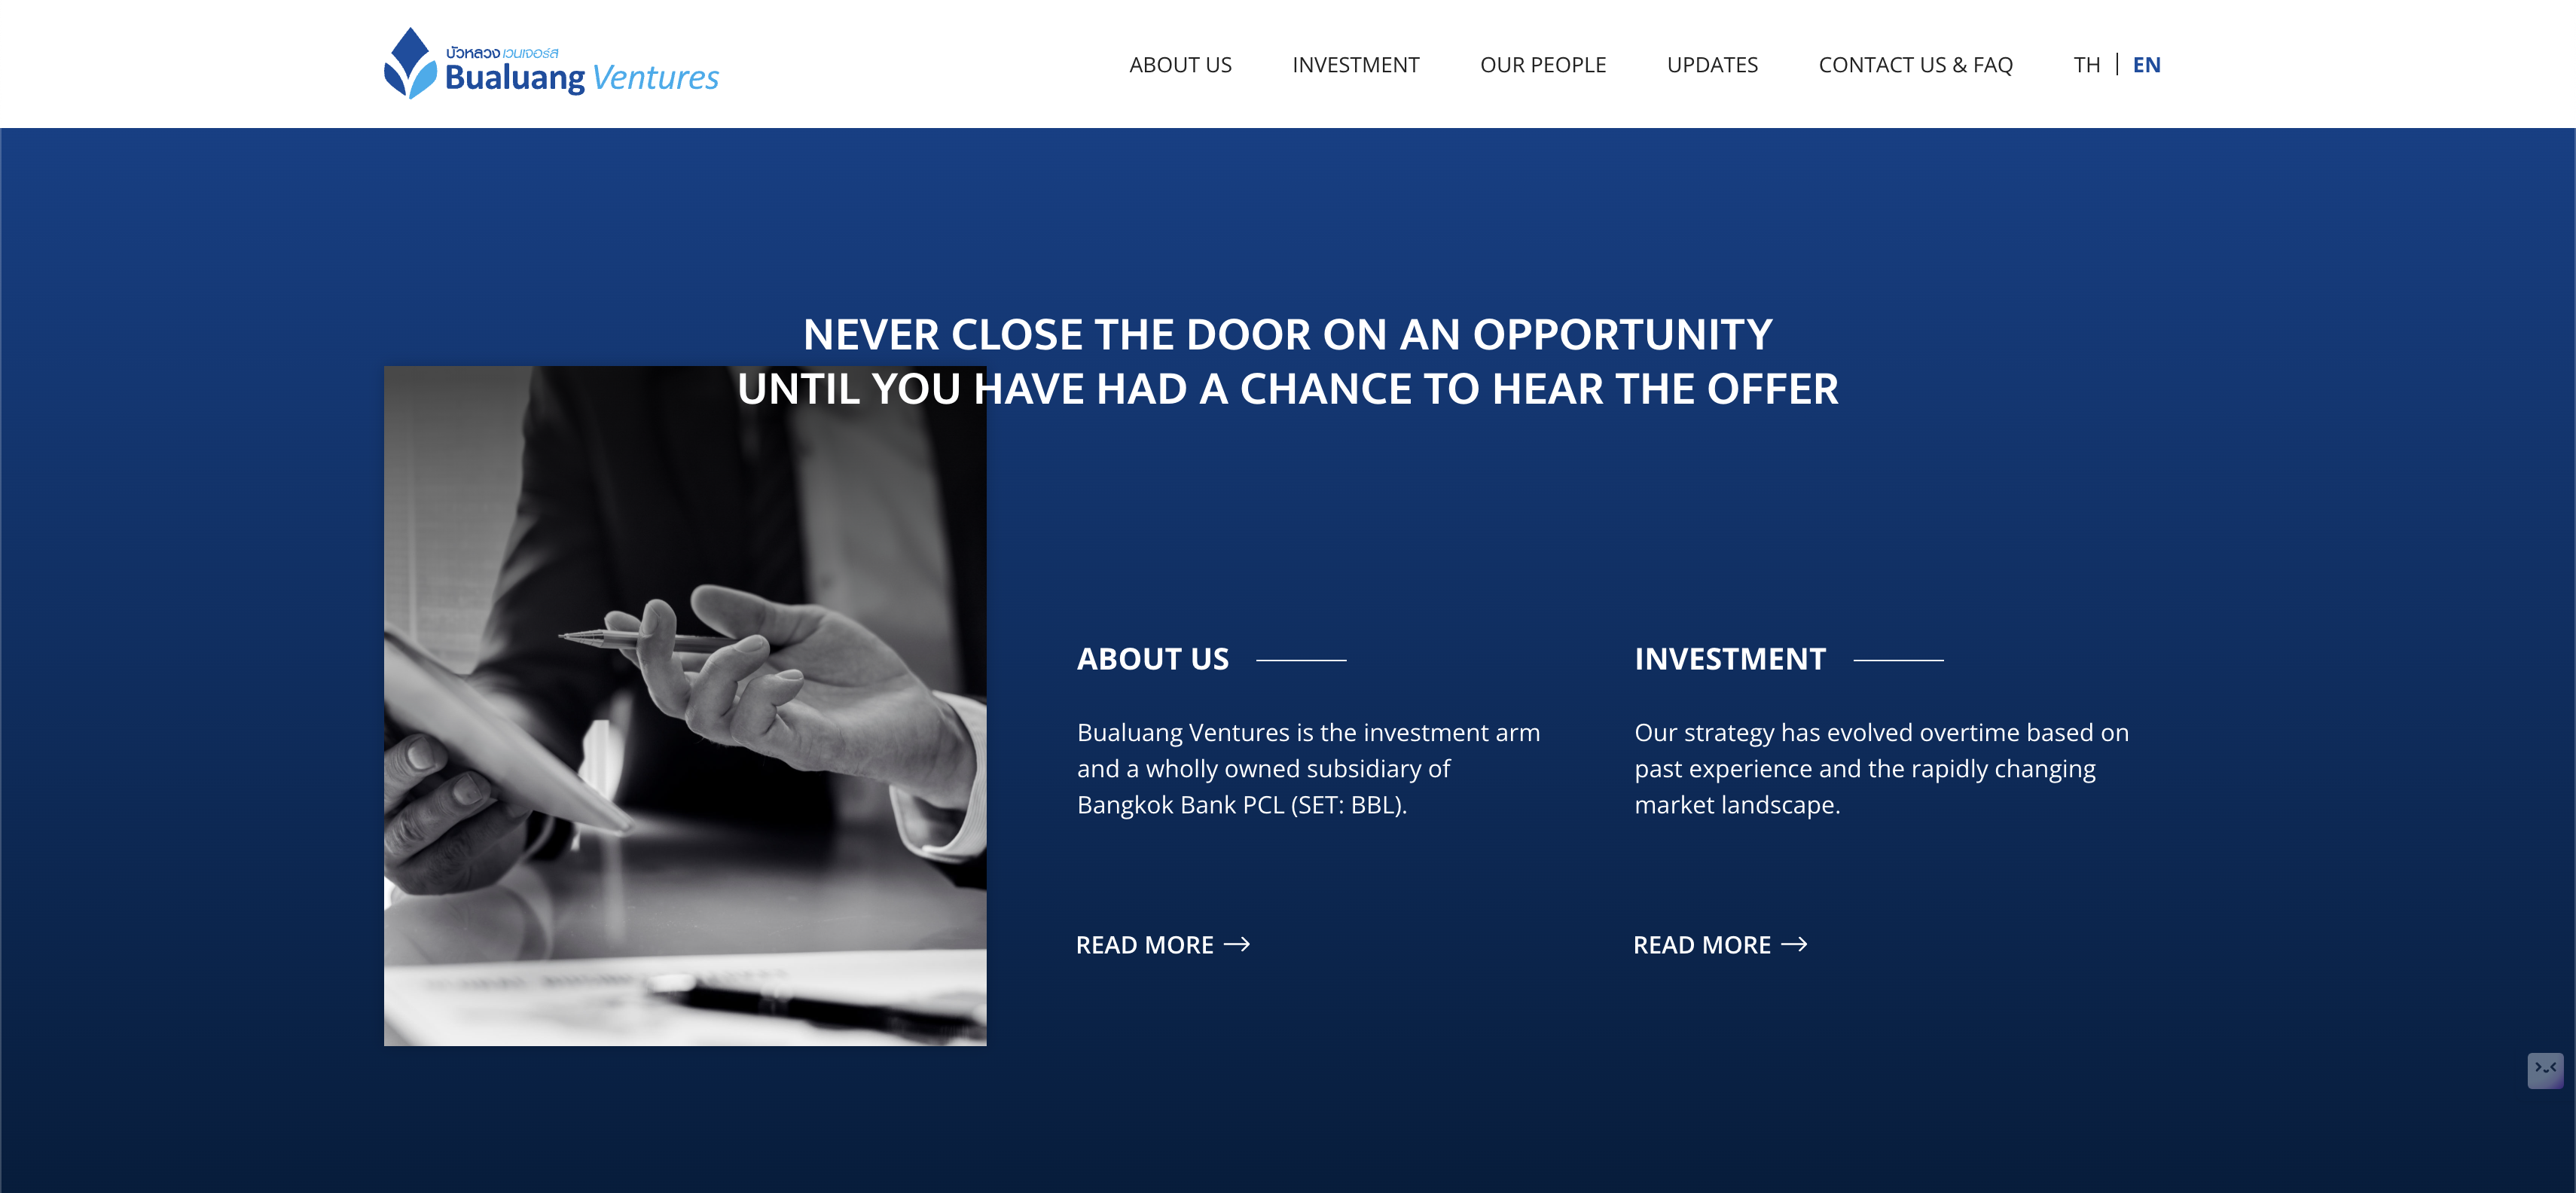 บัวหลวง เวนเจอร์ส
Bualuang Ventures
ABOUT US
INVESTMENT
OUR PEOPLE
UPDATES
CONTACT US & FAQ
TH | EN
NEVER CLOSE THE DOOR ON AN OPPORTUNITY
UNTIL YOU HAVE HAD A CHANCE TO HEAR THE OFFER
ABOUT US
Bualuang Ventures is the investment arm
and a wholly owned subsidiary of
Bangkok Bank PCL (SET: BBL).
READ MORE
INVESTMENT
Our strategy has evolved overtime based on
past experience and the rapidly changing
market landscape.
READ MORE